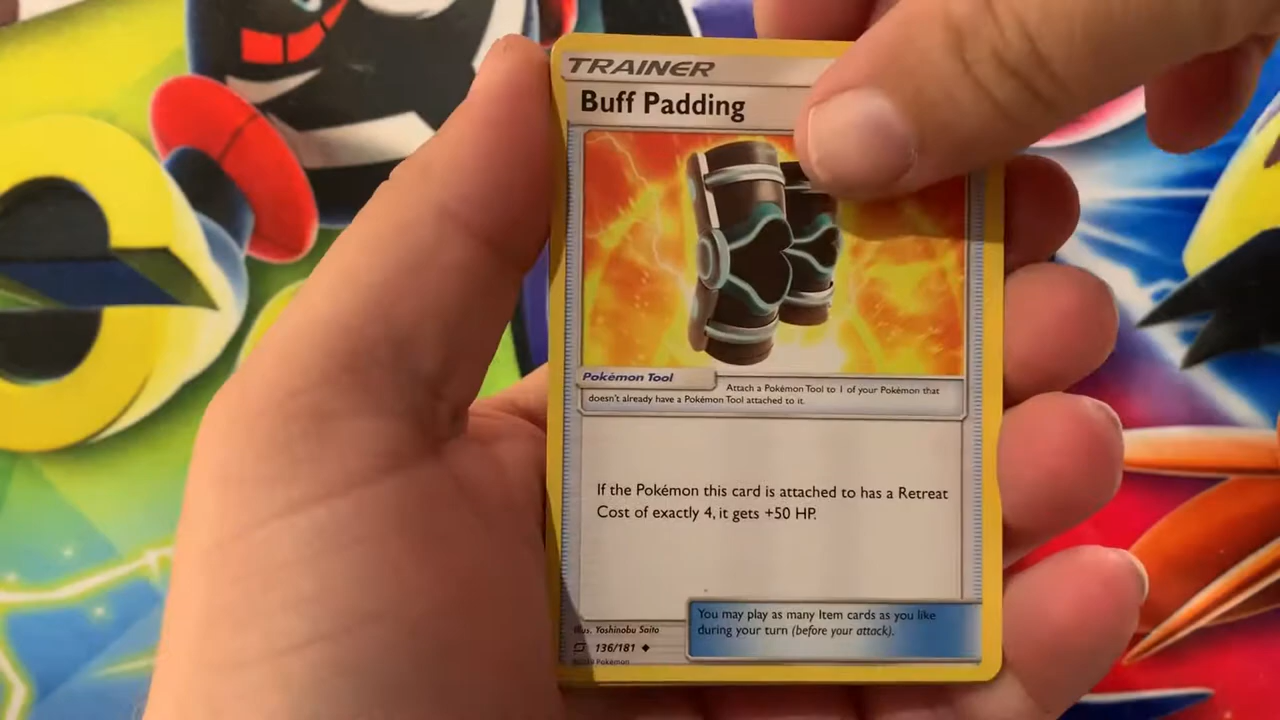 TRAINER
Buff Padding
Pokémon Tool
Attach a Pokémon Tool to 1 of your Pokémon that
doesn't already have a Pokémon Tool attached to it.
If the Pokémon this card is attached to has a Retreat
Cost of exactly 4, it gets +50 HP.
You may play as many Item cards as you like
during your turn (before your attack).
Illus. Yoshinobu Saito
136/181
©2019 Pokémon